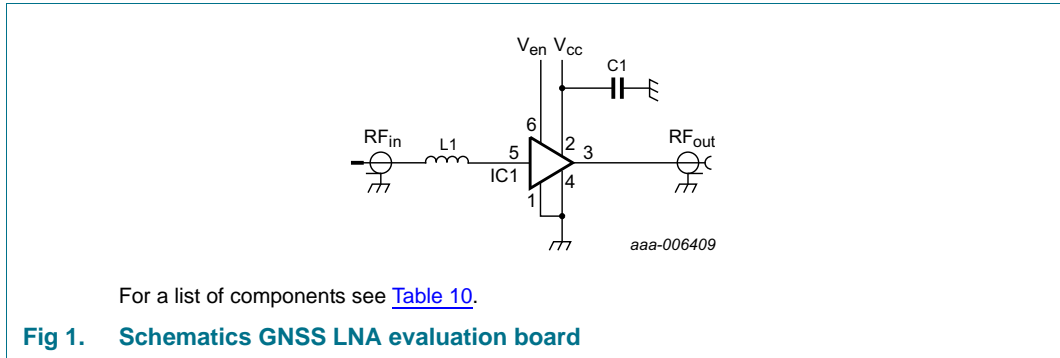 Ven Vcc
C1
6
RFin
L1
5
2
3
RFout
IC1
1
4
aaa-006409
For a list of components see Table 10.
Fig 1. Schematics GNSS LNA evaluation board